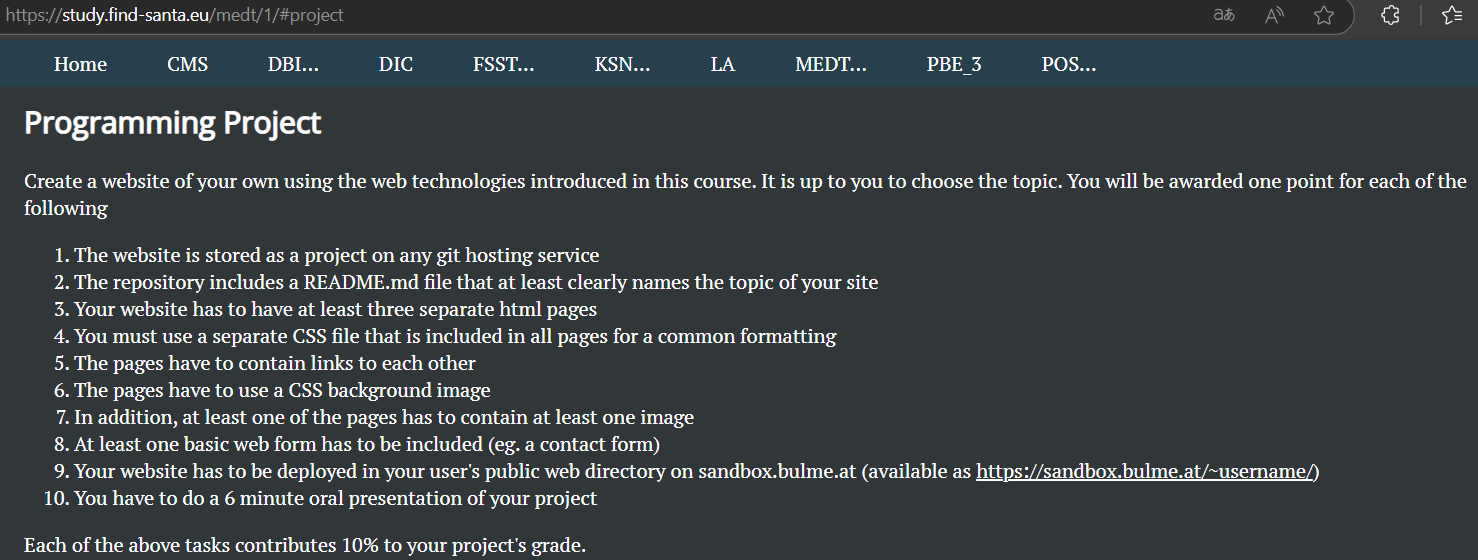 https://study.find-santa.eu/medt/1/#project
Home CMS DBI... DIC FSST... KSN... LA MEDT... PBE_3 POS...
Programming Project
Create a website of your own using the web technologies introduced in this course. It is up to you to choose the topic. You will be awarded one point for each of the
following
1. The website is stored as a project on any git hosting service
2. The repository includes a README.md file that at least clearly names the topic of your site
3. Your website has to have at least three separate html pages
4. You must use a separate CSS file that is included in all pages for a common formatting
5. The pages have to contain links to each other
6. The pages have to use a CSS background image
7. In addition, at least one of the pages has to contain at least one image
8. At least one basic web form has to be included (eg. a contact form)
9. Your website has to be deployed in your user's public web directory on sandbox.bulme.at (available as https://sandbox.bulme.at/~username/)
10. You have to do a 6 minute oral presentation of your project
Each of the above tasks contributes 10% to your project's grade.